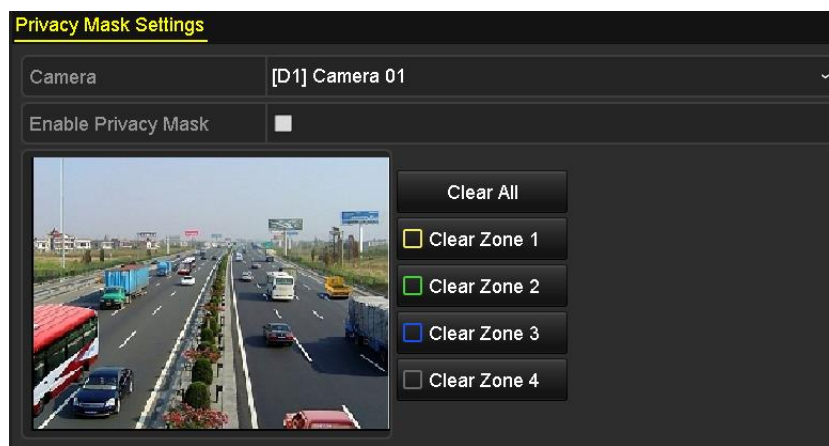 Privacy Mask Settings
Camera [D1] Camera 01
Enable Privacy Mask
Clear All
Clear Zone 1
Clear Zone 2
Clear Zone 3
Clear Zone 4